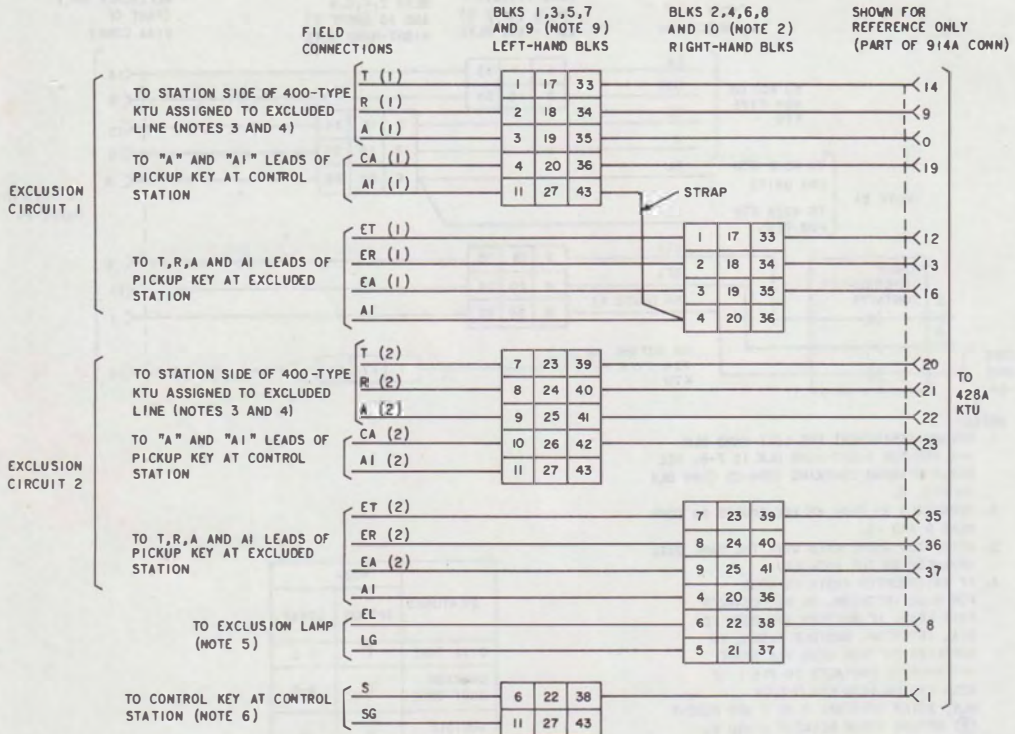 FIELD
CONNECTIONS
BLKS 1,3,5,7
AND 9 (NOTE 9)
LEFT-HAND BLKS
BLKS 2,4,6,8
AND 10 (NOTE 2)
RIGHT-HAND BLKS
SHOWN FOR
REFERENCE ONLY
(PART OF 914A CONN)
EXCLUSION
CIRCUIT 1
TO STATION SIDE OF 400-TYPE
KTU ASSIGNED TO EXCLUDED
LINE (NOTES 3 AND 4)
T (1) 1 17 33 14
R (1) 2 18 34 9
A (1) 3 19 35 0
TO "A" AND "A1" LEADS OF
PICKUP KEY AT CONTROL
STATION
CA (1) 4 20 36 19
A1 (1) 11 27 43
STRAP
TO T,R,A AND A1 LEADS OF
PICKUP KEY AT EXCLUDED
STATION
ET (1) 1 17 33 12
ER (1) 2 18 34 13
EA (1) 3 19 35 16
A1 4 20 36
EXCLUSION
CIRCUIT 2
TO STATION SIDE OF 400-TYPE
KTU ASSIGNED TO EXCLUDED
LINE (NOTES 3 AND 4)
T (2) 7 23 39 20
R (2) 8 24 40 21
A (2) 9 25 41 22
TO "A" AND "A1" LEADS OF
PICKUP KEY AT CONTROL
STATION
CA (2) 10 26 42 23
A1 (2) 11 27 43
TO
428A
KTU
TO T,R,A AND A1 LEADS OF
PICKUP KEY AT EXCLUDED
STATION
ET (2) 7 23 39 35
ER (2) 8 24 40 36
EA (2) 9 25 41 37
A1 4 20 36
TO EXCLUSION LAMP
(NOTE 5)
EL 6 22 38 8
LG 5 21 37
TO CONTROL KEY AT CONTROL
STATION (NOTE 6)
S 6 22 38 1
SG 11 27 43